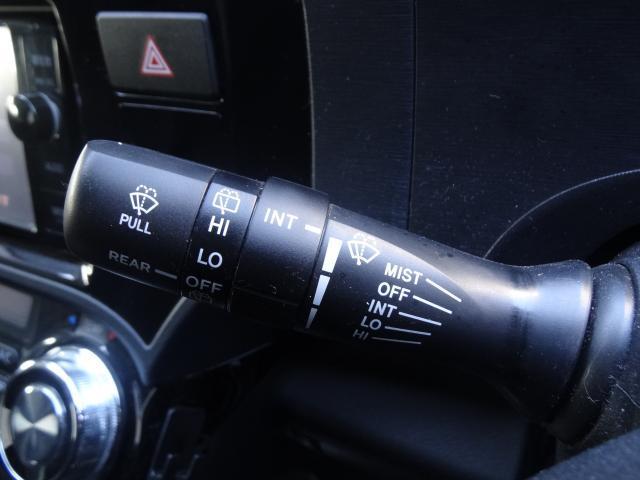 PULL
REAR
HI
LO
OFF
INT
MIST
OFF
INT
LO
HI